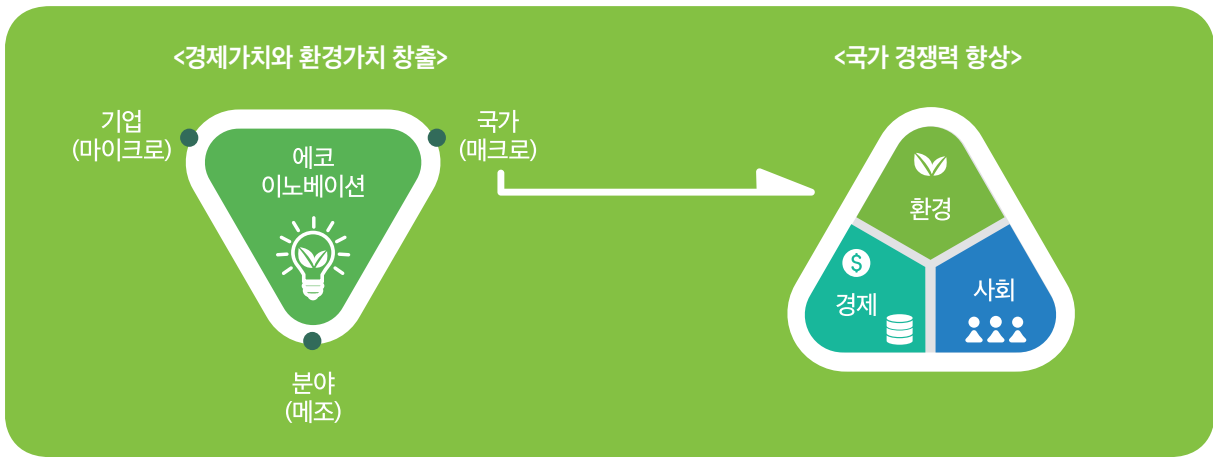 <경제가치와 환경가치 창출>
기업
(마이크로)
국가
(매크로)
에코
이노베이션
분야
(메조)
<국가 경쟁력 향상>
환경
$
경제
사회